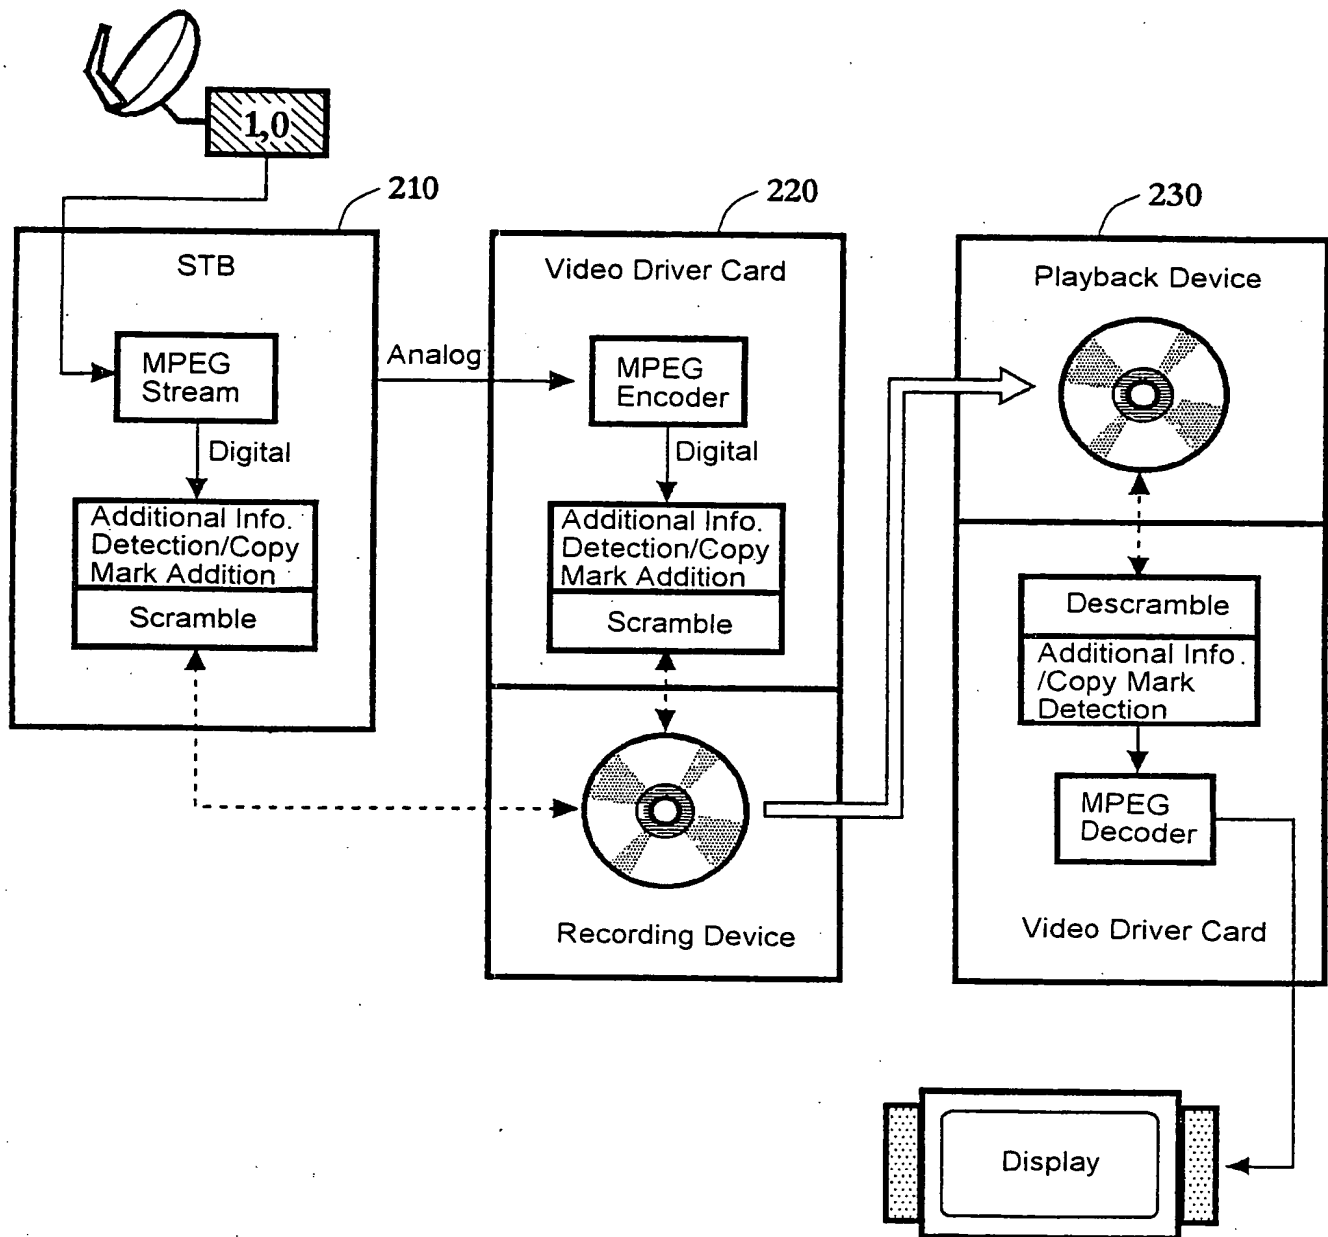 1,0
210
220
230
STB
MPEG
Stream
Digital
Additional Info.
Detection/Copy
Mark Addition
Scramble
Analog
Video Driver Card
MPEG
Encoder
Digital
Additional Info.
Detection/Copy
Mark Addition
Scramble
Recording Device
Playback Device
Descramble
Additional Info.
/Copy Mark
Detection
MPEG
Decoder
Video Driver Card
Display